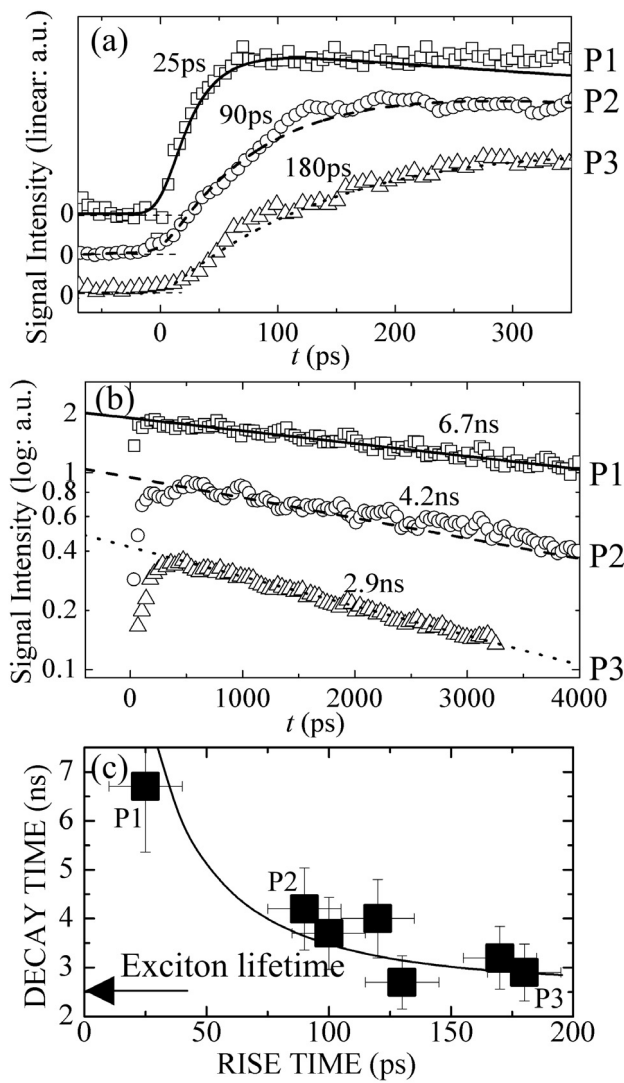 (a)
Signal Intensity (linear: a.u.)
25ps
P1
90ps
P2
180ps
P3
0
0
0
0 100 200 300
t (ps)
(b)
Signal Intensity (log: a.u.)
2
1
0.8
0.6
0.4
0.2
0.1
6.7ns
P1
4.2ns
P2
2.9ns
P3
0 1000 2000 3000 4000
t (ps)
(c)
DECAY TIME (ns)
7
6
5
4
3
2
P1
P2
Exciton lifetime
P3
0 50 100 150 200
RISE TIME (ps)